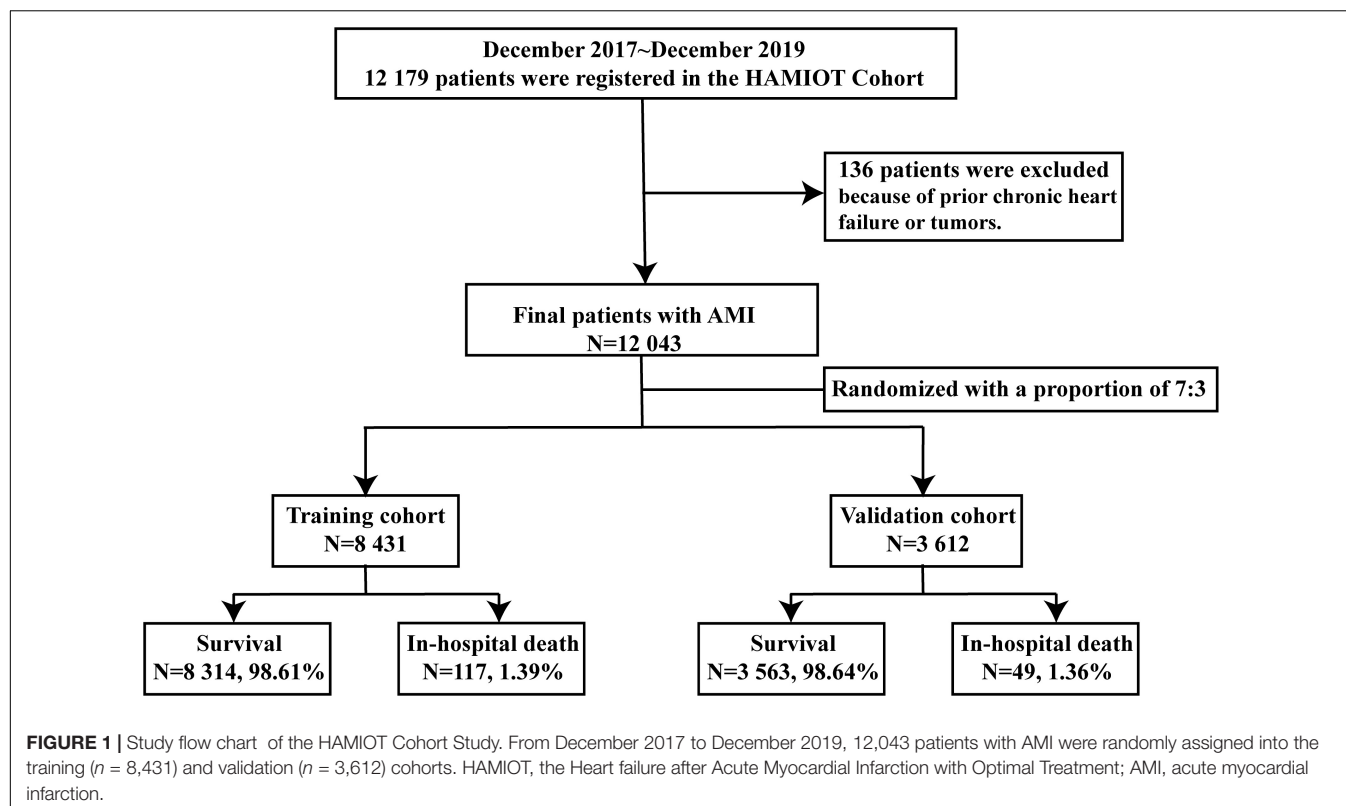 December 2017~December 2019
12 179 patients were registered in the HAMIOT Cohort
136 patients were excluded
because of prior chronic heart
failure or tumors.
Final patients with AMI
N=12 043
Randomized with a proportion of 7:3
Training cohort
N=8 431
Validation cohort
N=3 612
Survival
N=8 314, 98.61%
In-hospital death
N=117, 1.39%
Survival
N=3 563, 98.64%
In-hospital death
N=49, 1.36%
FIGURE 1 | Study flow chart of the HAMIOT Cohort Study. From December 2017 to December 2019, 12,043 patients with AMI were randomly assigned into the
training (n = 8,431) and validation (n = 3,612) cohorts. HAMIOT, the Heart failure after Acute Myocardial Infarction with Optimal Treatment; AMI, acute myocardial
infarction.